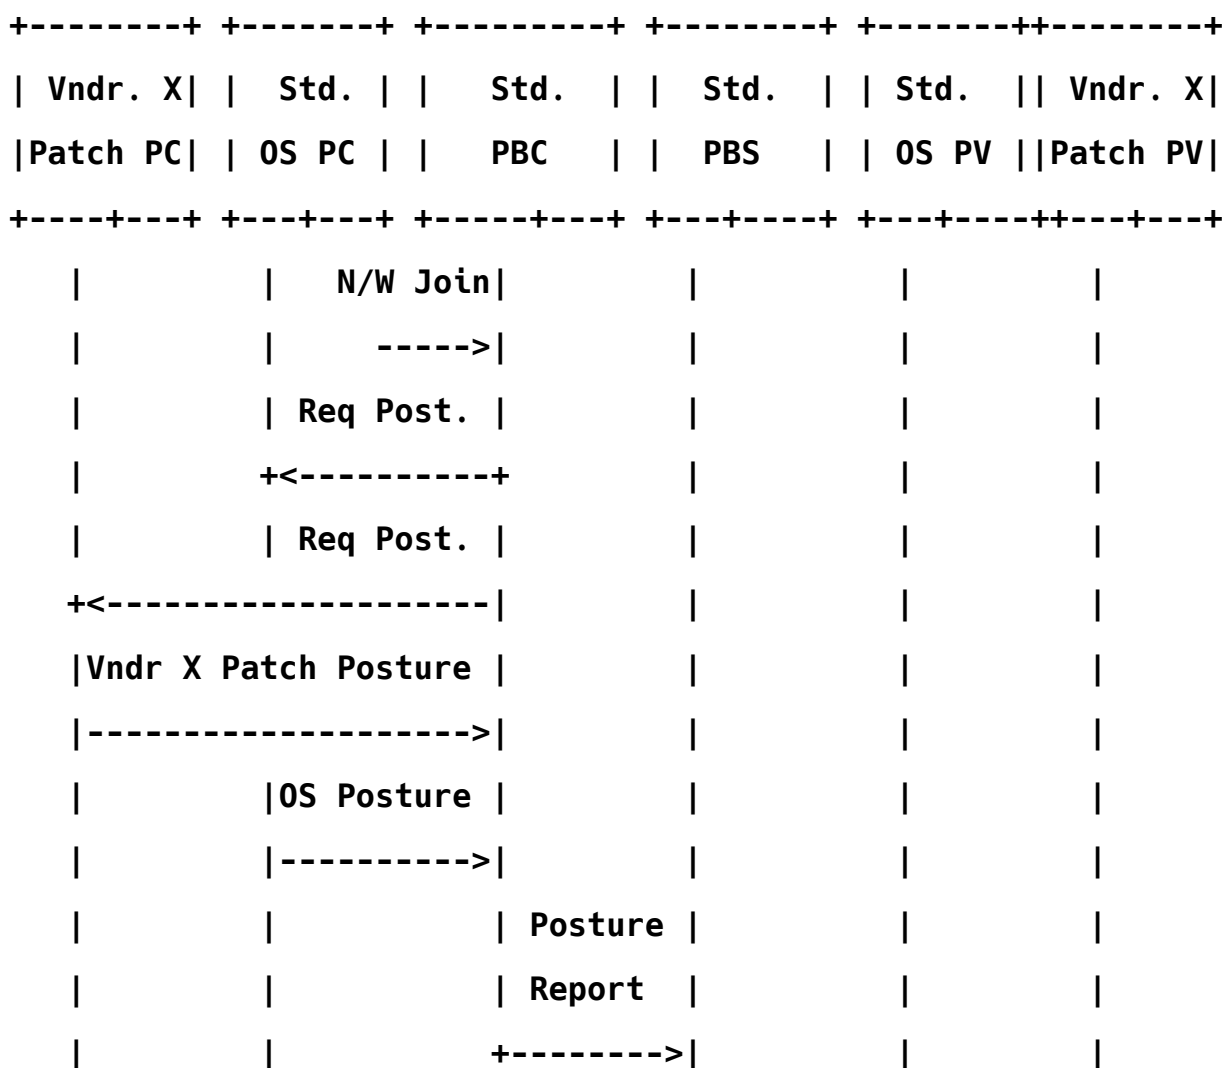 +--------+ +-------+ +---------+ +--------+ +-------++--------+
| Vndr. X| |  Std. | |   Std.  | |  Std.  | | Std.  || Vndr. X|
|Patch PC| | OS PC | |   PBC   | |  PBS   | | OS PV ||Patch PV|
+----+---+ +---+---+ +-----+---+ +---+----+ +---+----++---+---+
   |         |   N/W Join|         |          |         |
   |         |     ----->|         |          |         |
   |         | Req Post. |         |          |         |
   |         +<----------+         |          |         |
   |         | Req Post. |         |          |         |
   +<--------------------|         |          |         |
   |Vndr X Patch Posture |         |          |         |
   |-------------------->|         |          |         |
   |         |OS Posture |         |          |         |
   |         |---------->|         |          |         |
   |         |           | Posture |          |         |
   |         |           | Report  |          |         |
   |         |           +-------->|          |         |